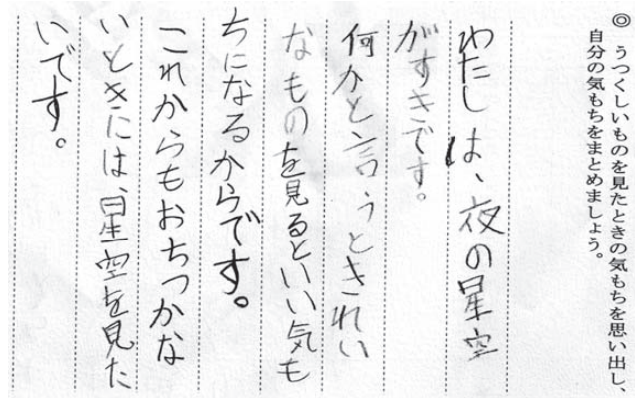 ◎ うつくしいものを見たときの気もちを思い出し、
自分の気もちをまとめましょう。
わたしは、夜の星空
がすきです。
何かと言うときれい
なものを見るといい気も
ちになるからです。
これからもおちつかな
いときには、星空を見た
いです。